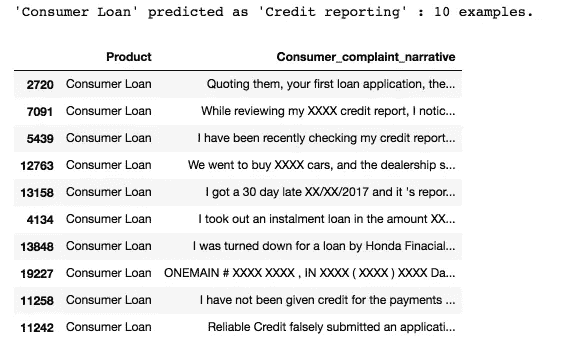 'Consumer Loan' predicted as 'Credit reporting' : 10 examples.
Product Consumer_complaint_narrative
2720 Consumer Loan Quoting them, your first loan application, the...
7091 Consumer Loan While reviewing my XXXX credit report, I notic...
5439 Consumer Loan I have been recently checking my credit report...
12763 Consumer Loan We went to buy XXXX cars, and the dealership s...
13158 Consumer Loan I got a 30 day late XX/XX/2017 and it 's repor...
4134 Consumer Loan I took out an instalment loan in the amount XX...
13848 Consumer Loan I was turned down for a loan by Honda Finacial...
19227 Consumer Loan ONEMAIN # XXXX XXXX , IN XXXX ( XXXX ) XXXX Da...
11258 Consumer Loan I have not been given credit for the payments ...
11242 Consumer Loan Reliable Credit falsely submitted an applicati...